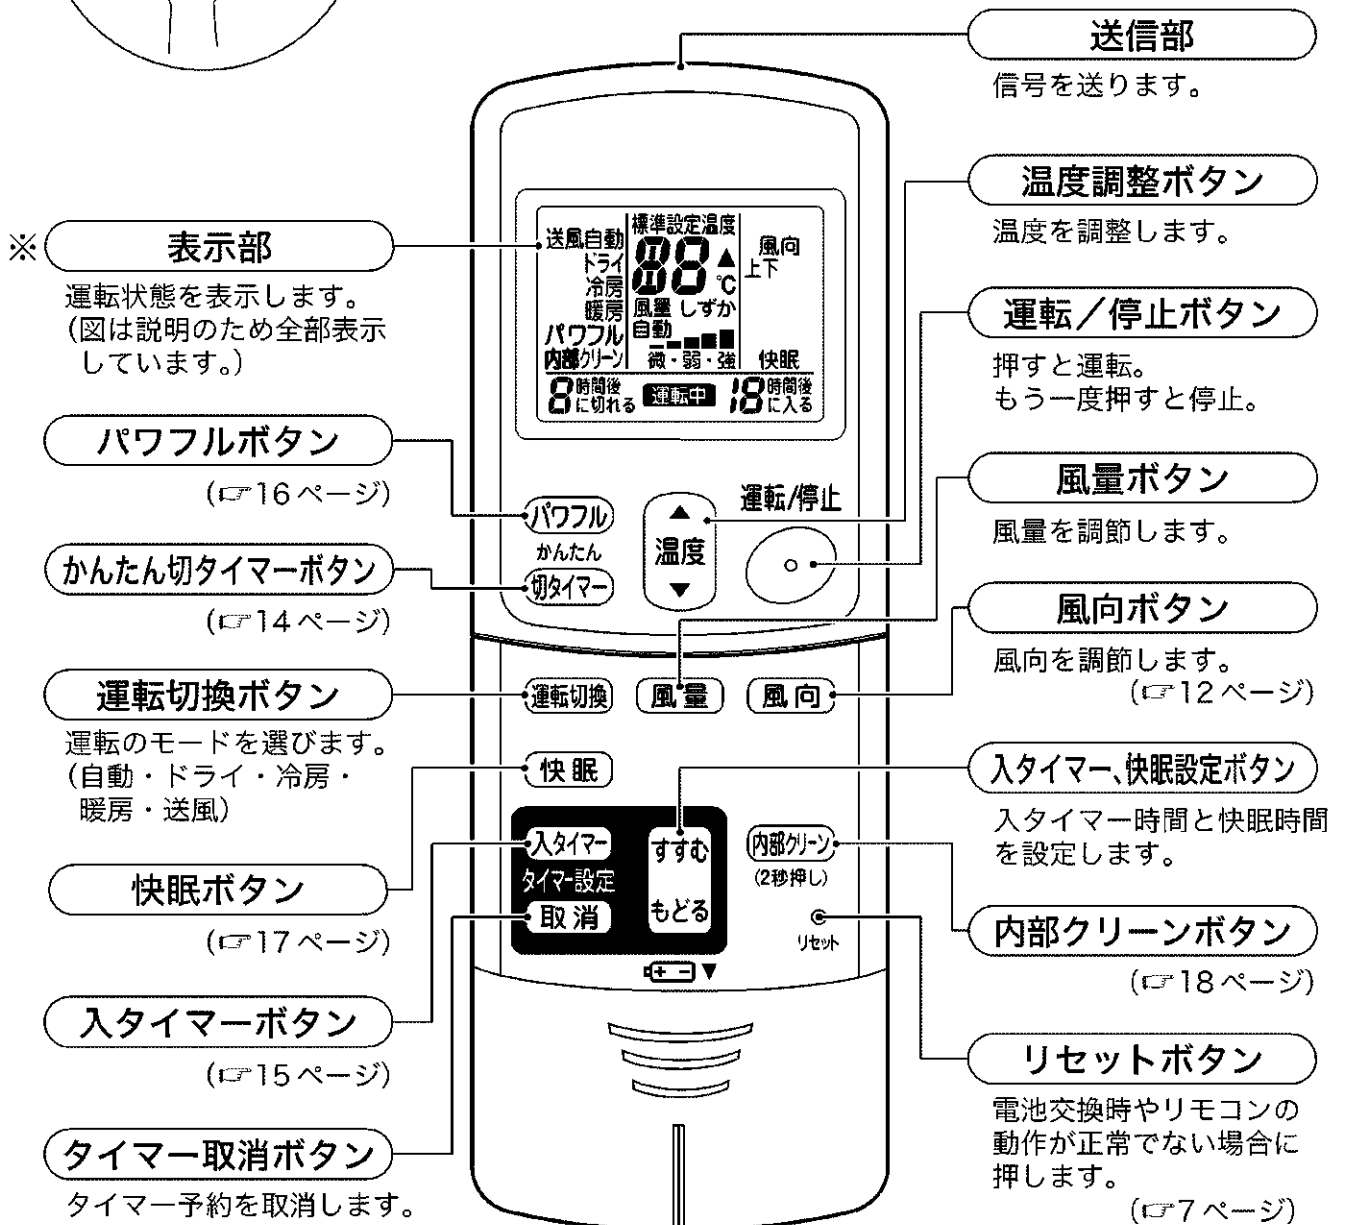 送信部
信号を送ります。
温度調整ボタン
温度を調整します。
※ 表示部
運転状態を表示します。
(図は説明のため全部表示
しています。)
運転/停止ボタン
押すと運転。
もう一度押すと停止。
パワフルボタン
(☞16ページ)
風量ボタン
風量を調節します。
かんたん切タイマーボタン
(☞14ページ)
風向ボタン
風向を調節します。
(☞12ページ)
運転切換ボタン
運転のモードを選びます。
(自動・ドライ・冷房・
暖房・送風)
入タイマー、快眠設定ボタン
入タイマー時間と快眠時間
を設定します。
快眠ボタン
(☞17ページ)
内部クリーンボタン
(☞18ページ)
入タイマーボタン
(☞15ページ)
リセットボタン
電池交換時やリモコンの
動作が正常でない場合に
押します。
(☞7ページ)
タイマー取消ボタン
タイマー予約を取消します。
標準設定温度
送風自動
ドライ
冷房
暖房
パワフル
内部クリーン
88 ▲
℃
風量 しずか
自動
微・弱・強
風向
上下
快眠
8時間後
に切れる
運転中
18時間後
に入る
パワフル
かんたん
切タイマー
▲
温度
▼
運転/停止
運転切換
風量
風向
快眠
入タイマー
タイマー設定
取消
すすむ
もどる
内部クリーン
(2秒押し)
リセット
+ − ▼